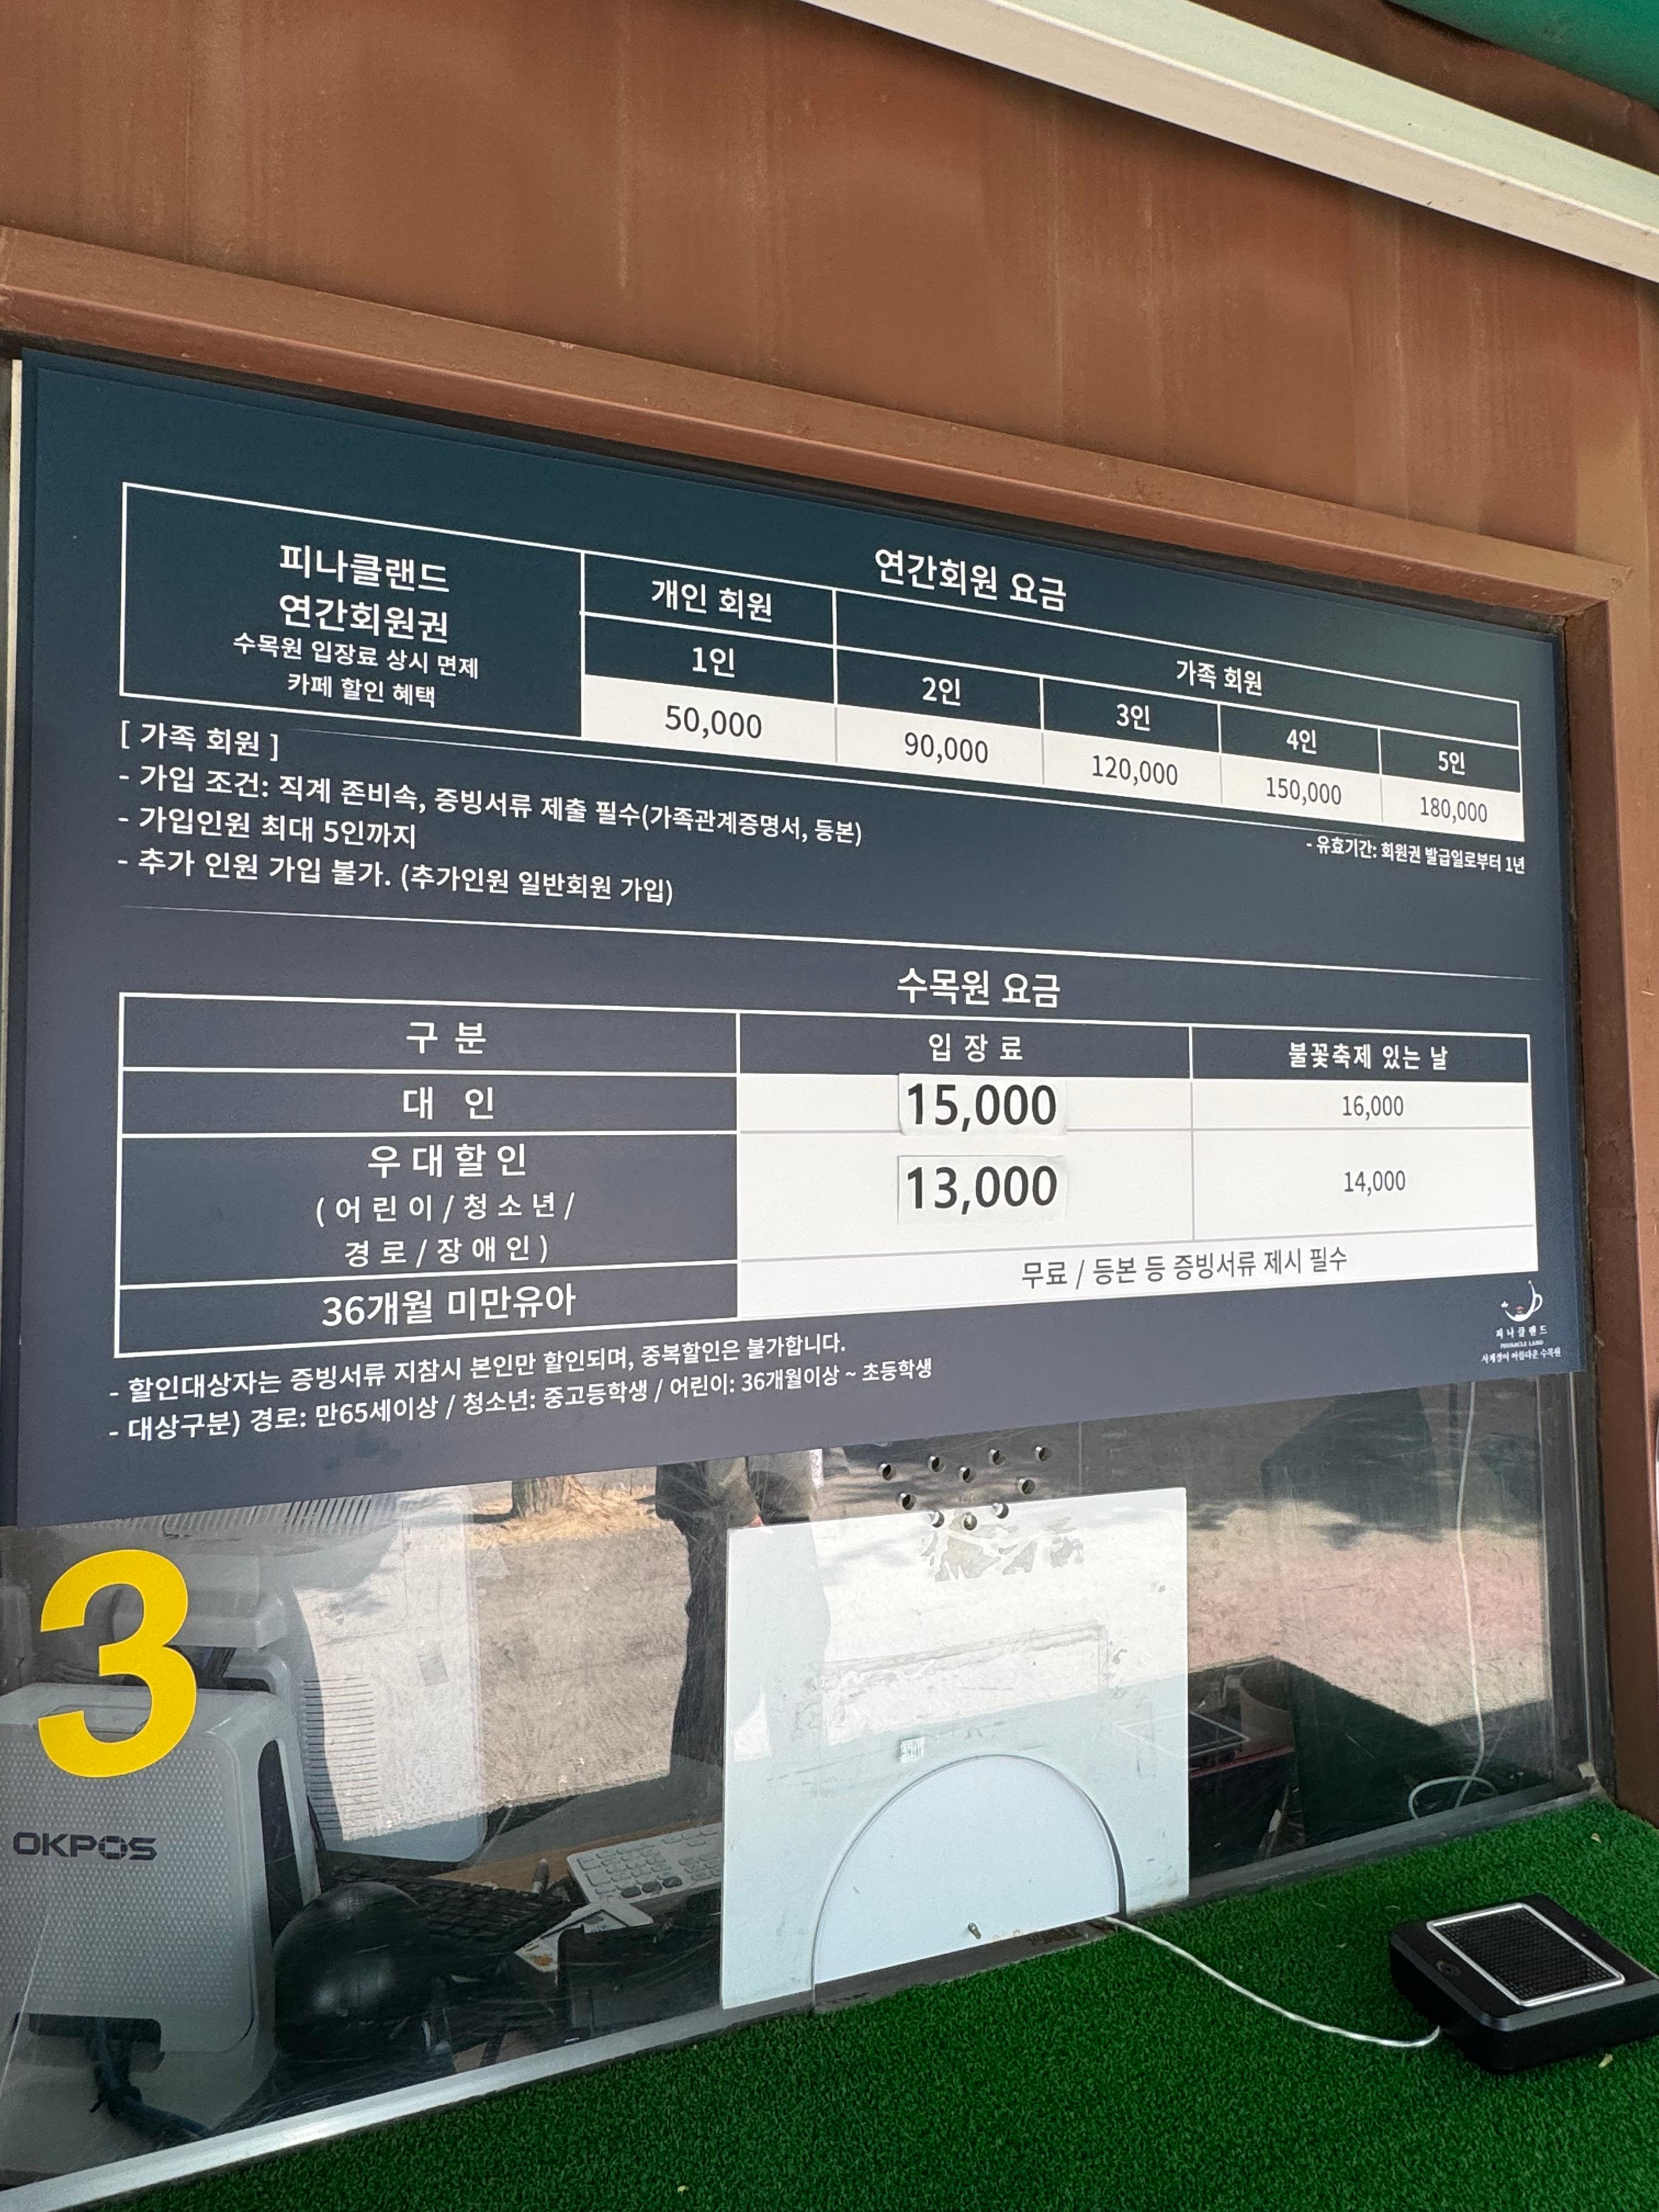 연간회원 요금
피나클랜드
연간회원권
수목원 입장료 상시 면제
카페 할인 혜택
개인 회원
가족 회원
1인
2인
3인
4인
5인
50,000
90,000
120,000
150,000
180,000
- 유효기간: 회원권 발급일로부터 1년
[ 가족 회원 ]
- 가입 조건: 직계 존비속, 증빙서류 제출 필수(가족관계증명서, 등본)
- 가입인원 최대 5인까지
- 추가 인원 가입 불가. (추가인원 일반회원 가입)
수목원 요금
구 분
입 장 료
불꽃축제 있는 날
대 인
15,000
16,000
우 대 할 인
( 어 린 이 / 청 소 년 /
경 로 / 장 애 인 )
13,000
14,000
36개월 미만유아
무료 / 등본 등 증빙서류 제시 필수
- 할인대상자는 증빙서류 지참시 본인만 할인되며, 중복할인은 불가합니다.
- 대상구분) 경로: 만65세이상 / 청소년: 중고등학생 / 어린이: 36개월이상 ~ 초등학생
피나클랜드
PINNACLE LAND
사계절이 아름다운 수목원
3
OKPOS